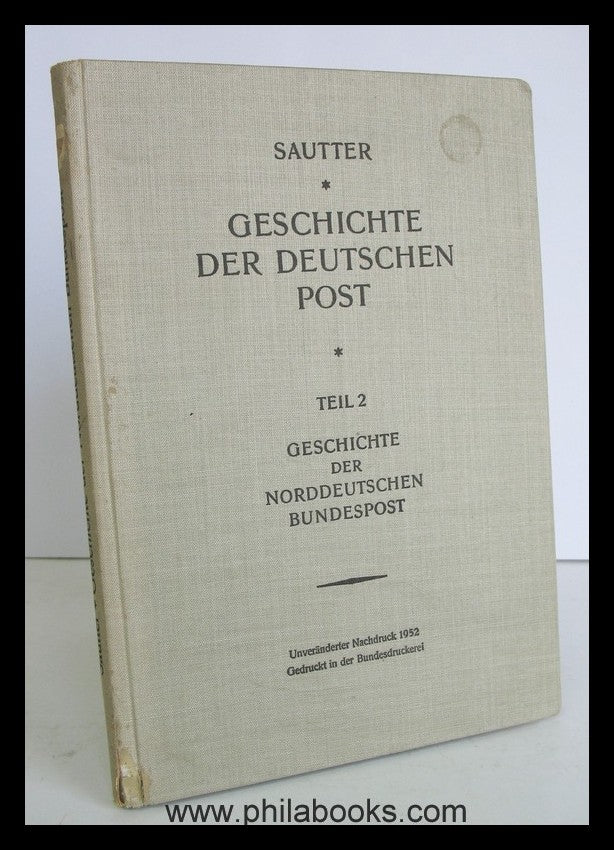 SAUTTER
*
GESCHICHTE
DER DEUTSCHEN
POST
*
TEIL 2
GESCHICHTE
DER
NORDDEUTSCHEN
BUNDESPOST
Unveränderter Nachdruck 1952
Gedruckt in der Bundesdruckerei
www.philabooks.com